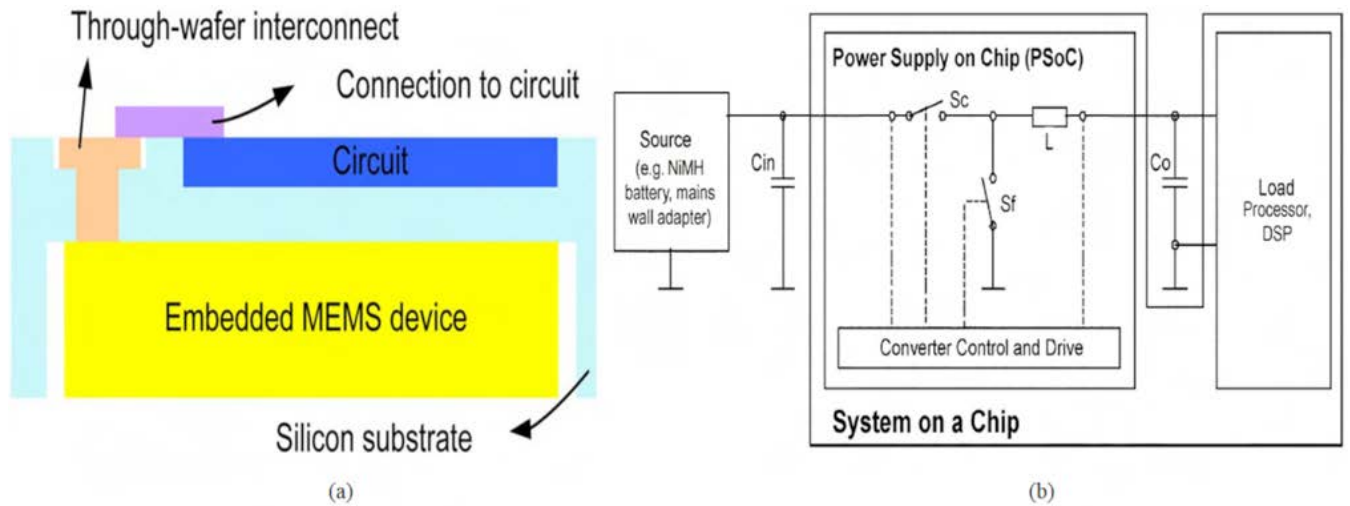 Through-wafer interconnect
Connection to circuit
Circuit
Embedded MEMS device
Silicon substrate
(a)
Power Supply on Chip (PSoC)
Source
(e.g. NiMH
battery, mains
wall adapter)
Cin
Sc
L
Sf
Co
Load
Processor,
DSP
Converter Control and Drive
System on a Chip
(b)